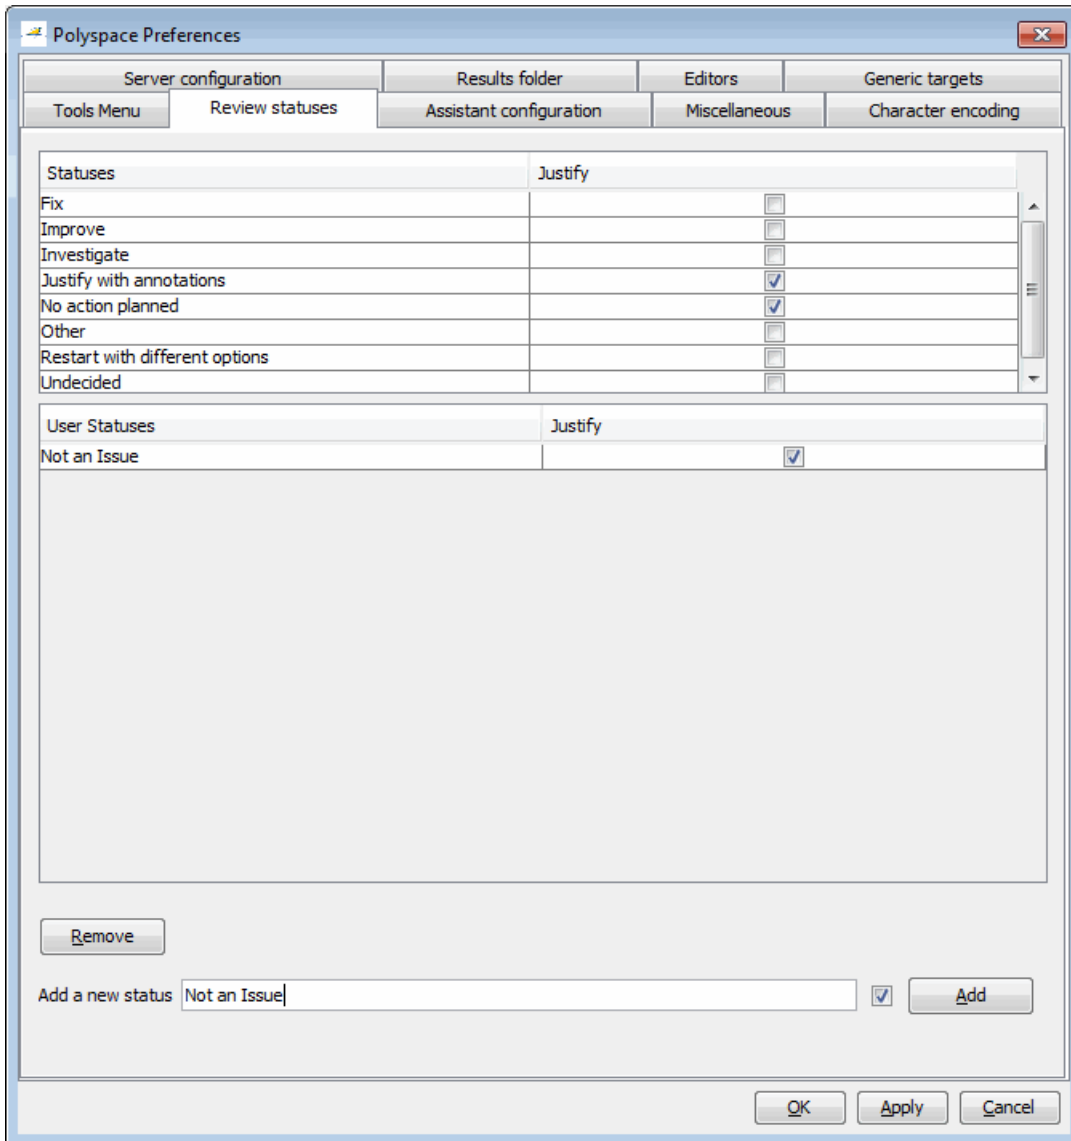 Polyspace Preferences
Server configuration Results folder Editors Generic targets
Tools Menu Review statuses Assistant configuration Miscellaneous Character encoding
Statuses Justify
Fix
Improve
Investigate
Justify with annotations
No action planned
Other
Restart with different options
Undecided
User Statuses Justify
Not an Issue
Remove
Add a new status Not an Issue Add
OK Apply Cancel